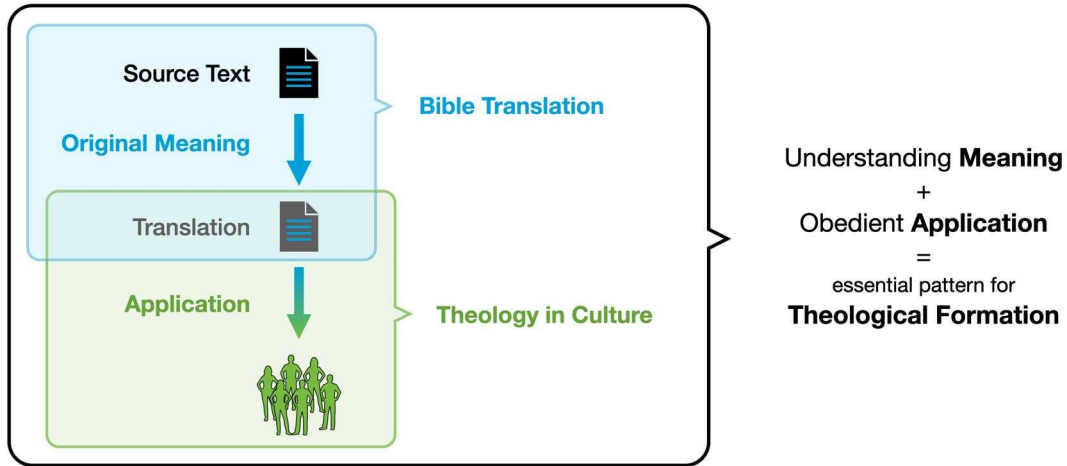 Source Text
Original Meaning
Bible Translation
Translation
Application
Theology in Culture
Understanding Meaning
+
Obedient Application
=
essential pattern for
Theological Formation